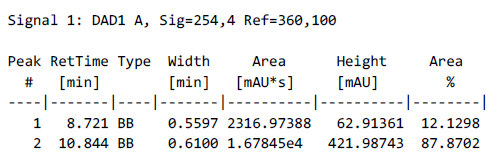 Signal 1: DAD1 A, Sig=254,4 Ref=360,100
Peak RetTime Type  Width     Area      Height     Area
  #   [min]        [min]   [mAU*s]     [mAU]        %
----|-------|----|-------|----------|----------|--------|
   1   8.721 BB    0.5597 2316.97388   62.91361  12.1298
   2  10.844 BB    0.6100 1.67845e4   421.98743  87.8702